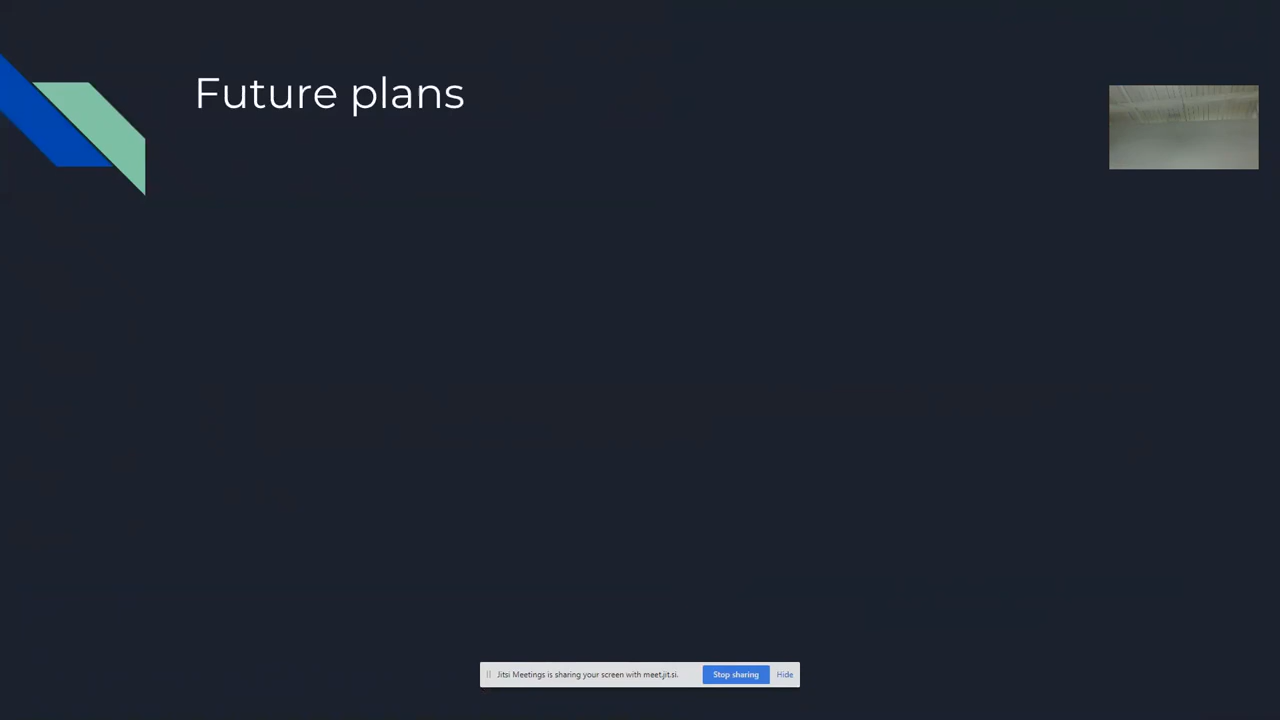 Future plans
Jitsi Meetings is sharing your screen with meet.jit.si.
Stop sharing
Hide